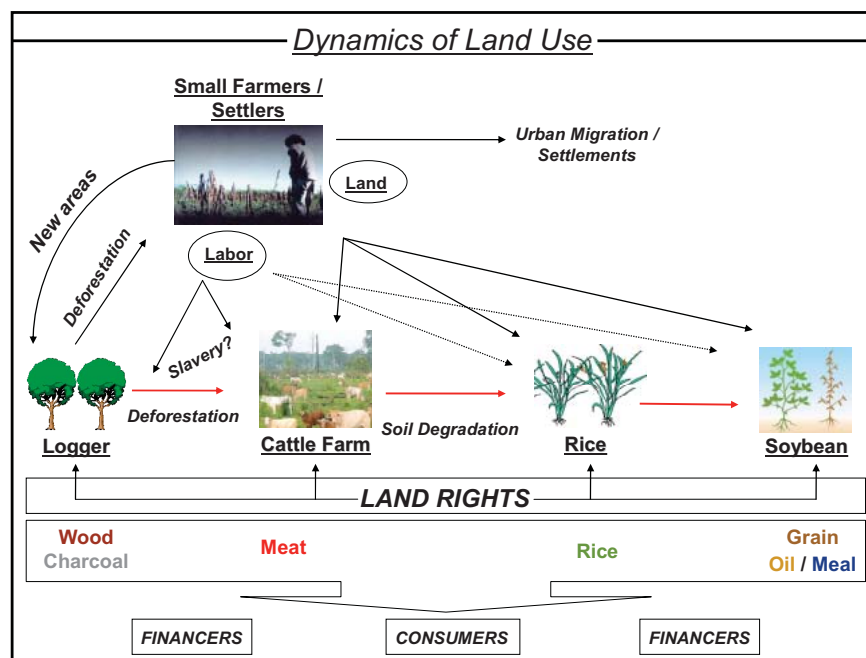 Dynamics of Land Use
Small Farmers /
Settlers
Urban Migration /
Settlements
Land
New areas
Deforestation
Labor
Slavery?
Deforestation
Soil Degradation
Logger
Cattle Farm
Rice
Soybean
LAND RIGHTS
Wood
Charcoal
Meat
Rice
Grain
Oil / Meal
FINANCERS
CONSUMERS
FINANCERS